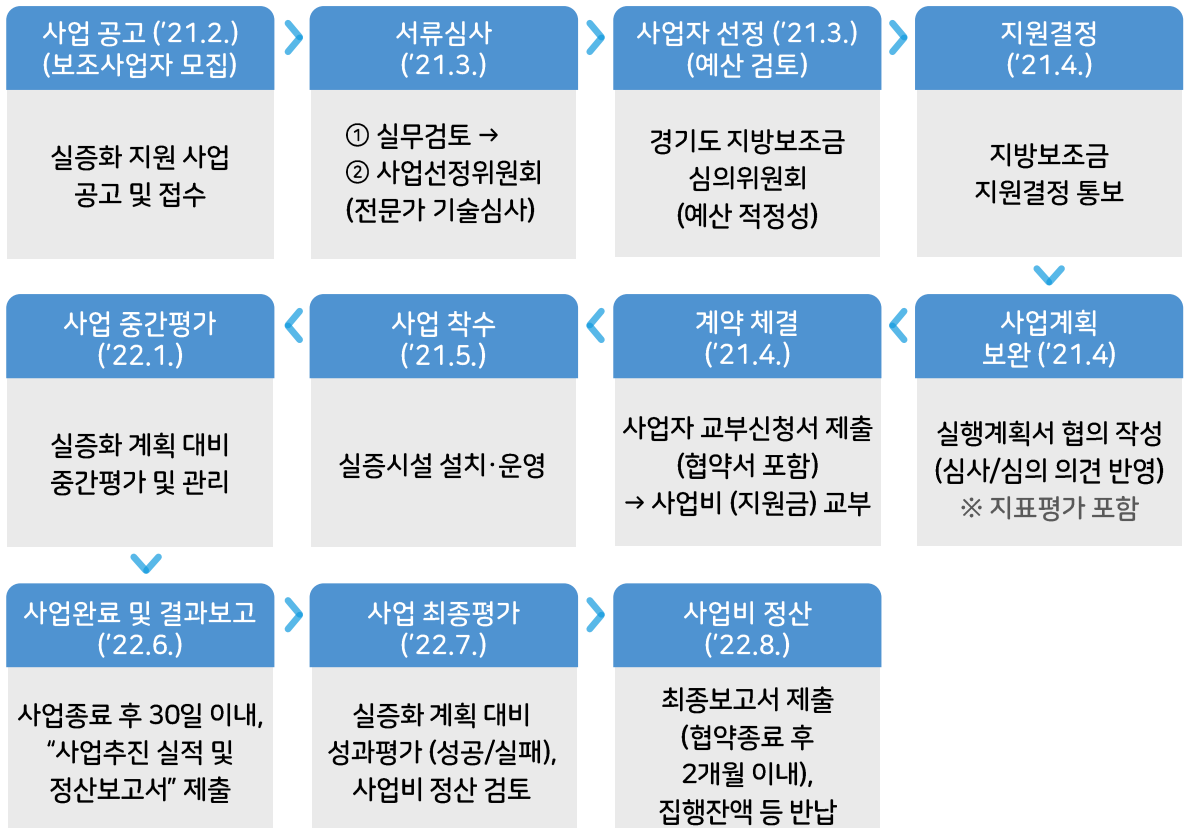 사업 공고 (’21.2.)
(보조사업자 모집)
실증화 지원 사업
공고 및 접수
서류심사
(’21.3.)
① 실무검토 →
② 사업선정위원회
(전문가 기술심사)
사업자 선정 (’21.3.)
(예산 검토)
경기도 지방보조금
심의위원회
(예산 적정성)
지원결정
(’21.4.)
지방보조금
지원결정 통보
사업계획
보완 (’21.4)
실행계획서 협의 작성
(심사/심의 의견 반영)
※ 지표평가 포함
계약 체결
(’21.4.)
사업자 교부신청서 제출
(협약서 포함)
→ 사업비 (지원금) 교부
사업 착수
(’21.5.)
실증시설 설치·운영
사업 중간평가
(’22.1.)
실증화 계획 대비
중간평가 및 관리
사업완료 및 결과보고
(’22.6.)
사업종료 후 30일 이내,
“사업추진 실적 및
정산보고서” 제출
사업 최종평가
(’22.7.)
실증화 계획 대비
성과평가 (성공/실패),
사업비 정산 검토
사업비 정산
(’22.8.)
최종보고서 제출
(협약종료 후
2개월 이내),
집행잔액 등 반납